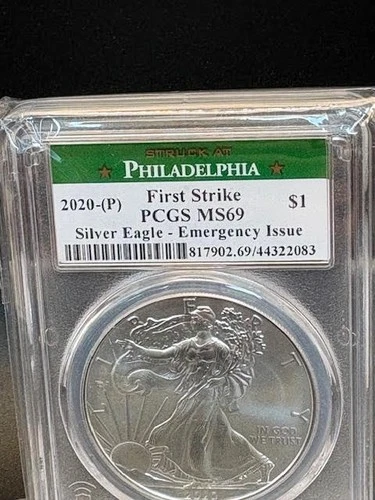 STRUCK AT
PHILADELPHIA
2020-(P) First Strike $1
PCGS MS69
Silver Eagle - Emergency Issue
817902.69/44322083
LIBERTY
IN GOD
WE TRUST
2020